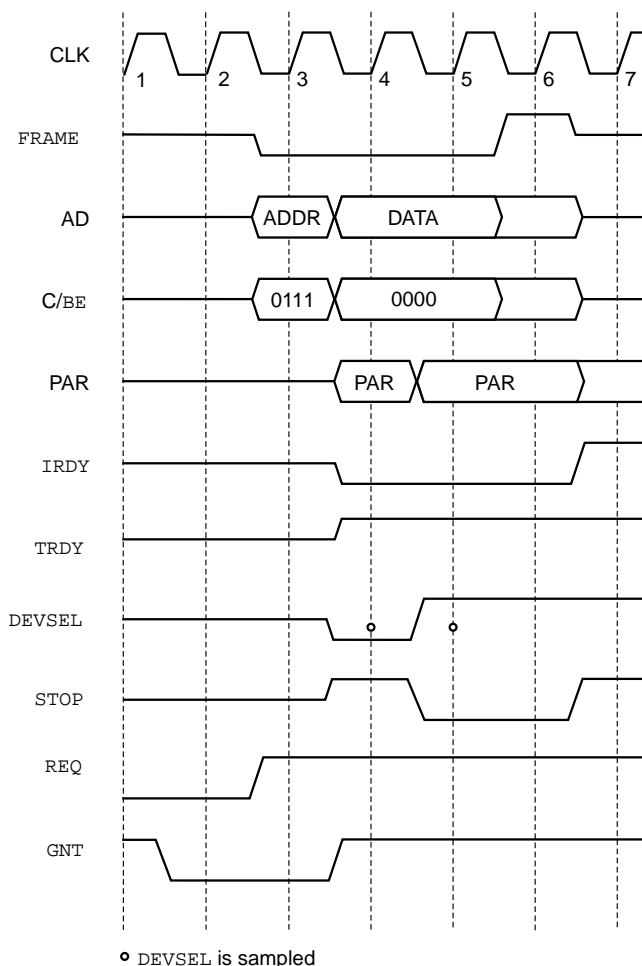 CLK
1 2 3 4 5 6 7
FRAME
AD ADDR DATA
C/BE 0111 0000
PAR PAR PAR
IRDY
TRDY
DEVSEL
STOP
REQ
GNT
DEVSEL is sampled